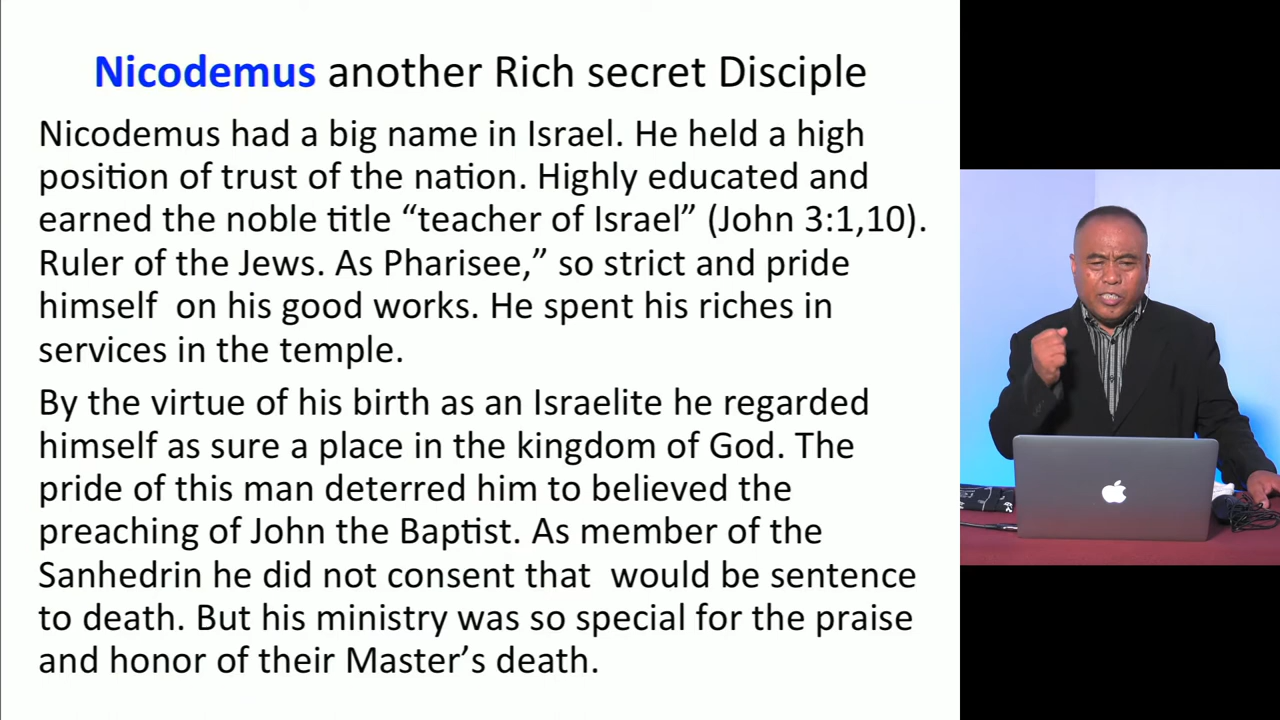 Nicodemus another Rich secret Disciple
Nicodemus had a big name in Israel. He held a high
position of trust of the nation. Highly educated and
earned the noble title “teacher of Israel” (John 3:1,10).
Ruler of the Jews. As Pharisee,” so strict and pride
himself  on his good works. He spent his riches in
services in the temple.
By the virtue of his birth as an Israelite he regarded
himself as sure a place in the kingdom of God. The
pride of this man deterred him to believed the
preaching of John the Baptist. As member of the
Sanhedrin he did not consent that  would be sentence
to death. But his ministry was so special for the praise
and honor of their Master’s death.